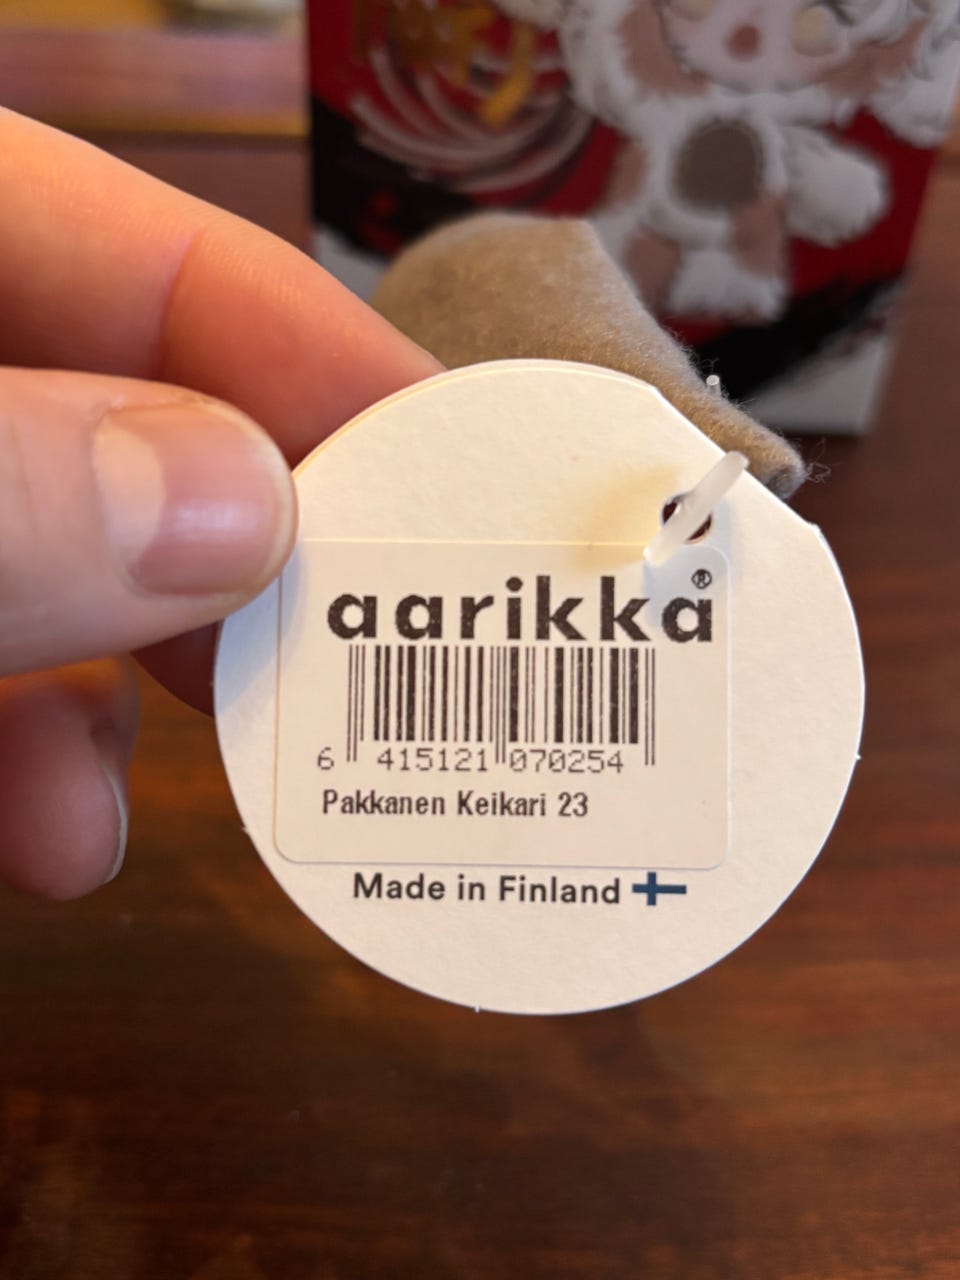 aarikka®
6 415121 070254
Pakkanen Keikari 23
Made in Finland